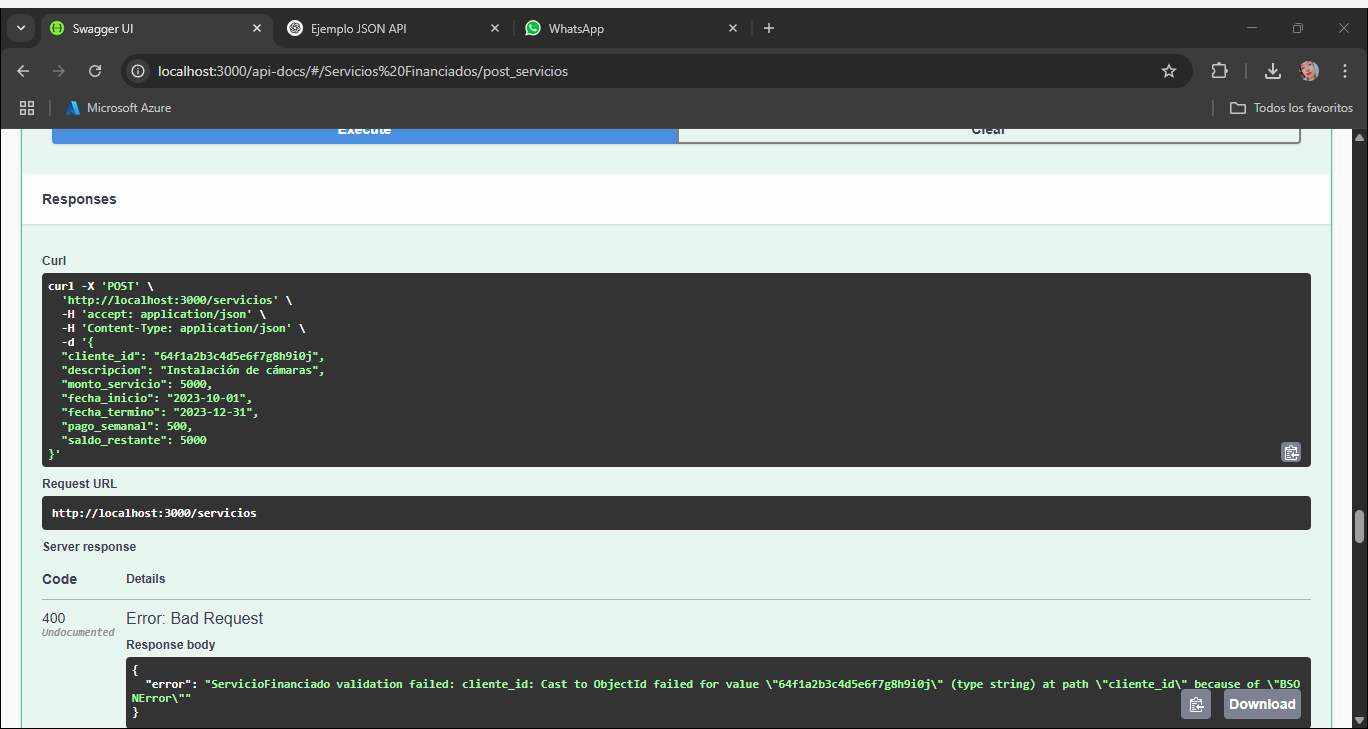 Swagger UI
Ejemplo JSON API
WhatsApp
localhost:3000/api-docs/#/Servicios%20Financiados/post_servicios
Microsoft Azure
Todos los favoritos
Execute
Clear
Responses
Curl
curl -X 'POST' \
'http://localhost:3000/servicios' \
-H 'accept: application/json' \
-H 'Content-Type: application/json' \
-d '{
"cliente_id": "64f1a2b3c4d5e6f7g8h9i0j",
"descripcion": "Instalación de cámaras",
"monto_servicio": 5000,
"fecha_inicio": "2023-10-01",
"fecha_termino": "2023-12-31",
"pago_semanal": 500,
"saldo_restante": 5000
}'
Request URL
http://localhost:3000/servicios
Server response
Code Details
400 Error: Bad Request
Undocumented
Response body
{
"error": "ServicioFinanciado validation failed: cliente_id: Cast to ObjectId failed for value \"64f1a2b3c4d5e6f7g8h9i0j\" (type string) at path \"cliente_id\" because of \"BSO
NError\""
}
Download